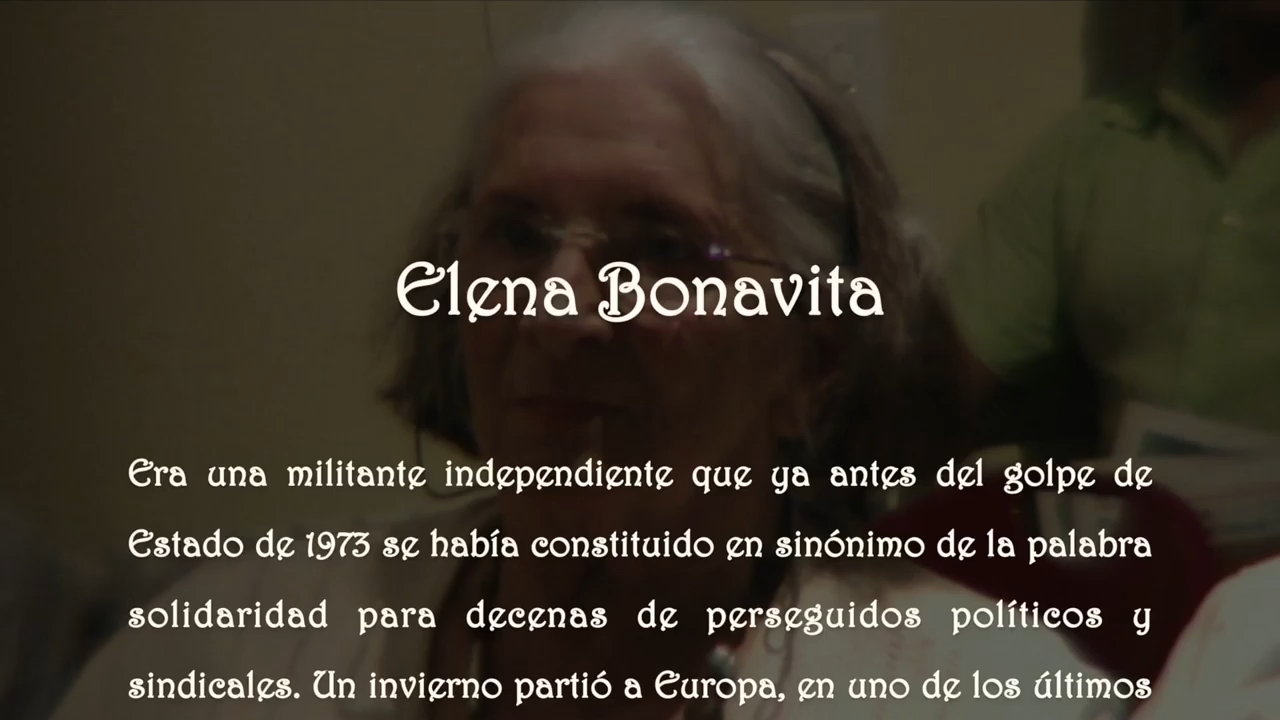 Elena Bonavita
Era una militante independiente que ya antes del golpe de
Estado de 1973 se había constituido en sinónimo de la palabra
solidaridad para decenas de perseguidos políticos y
sindicales. Un invierno partió a Europa, en uno de los últimos